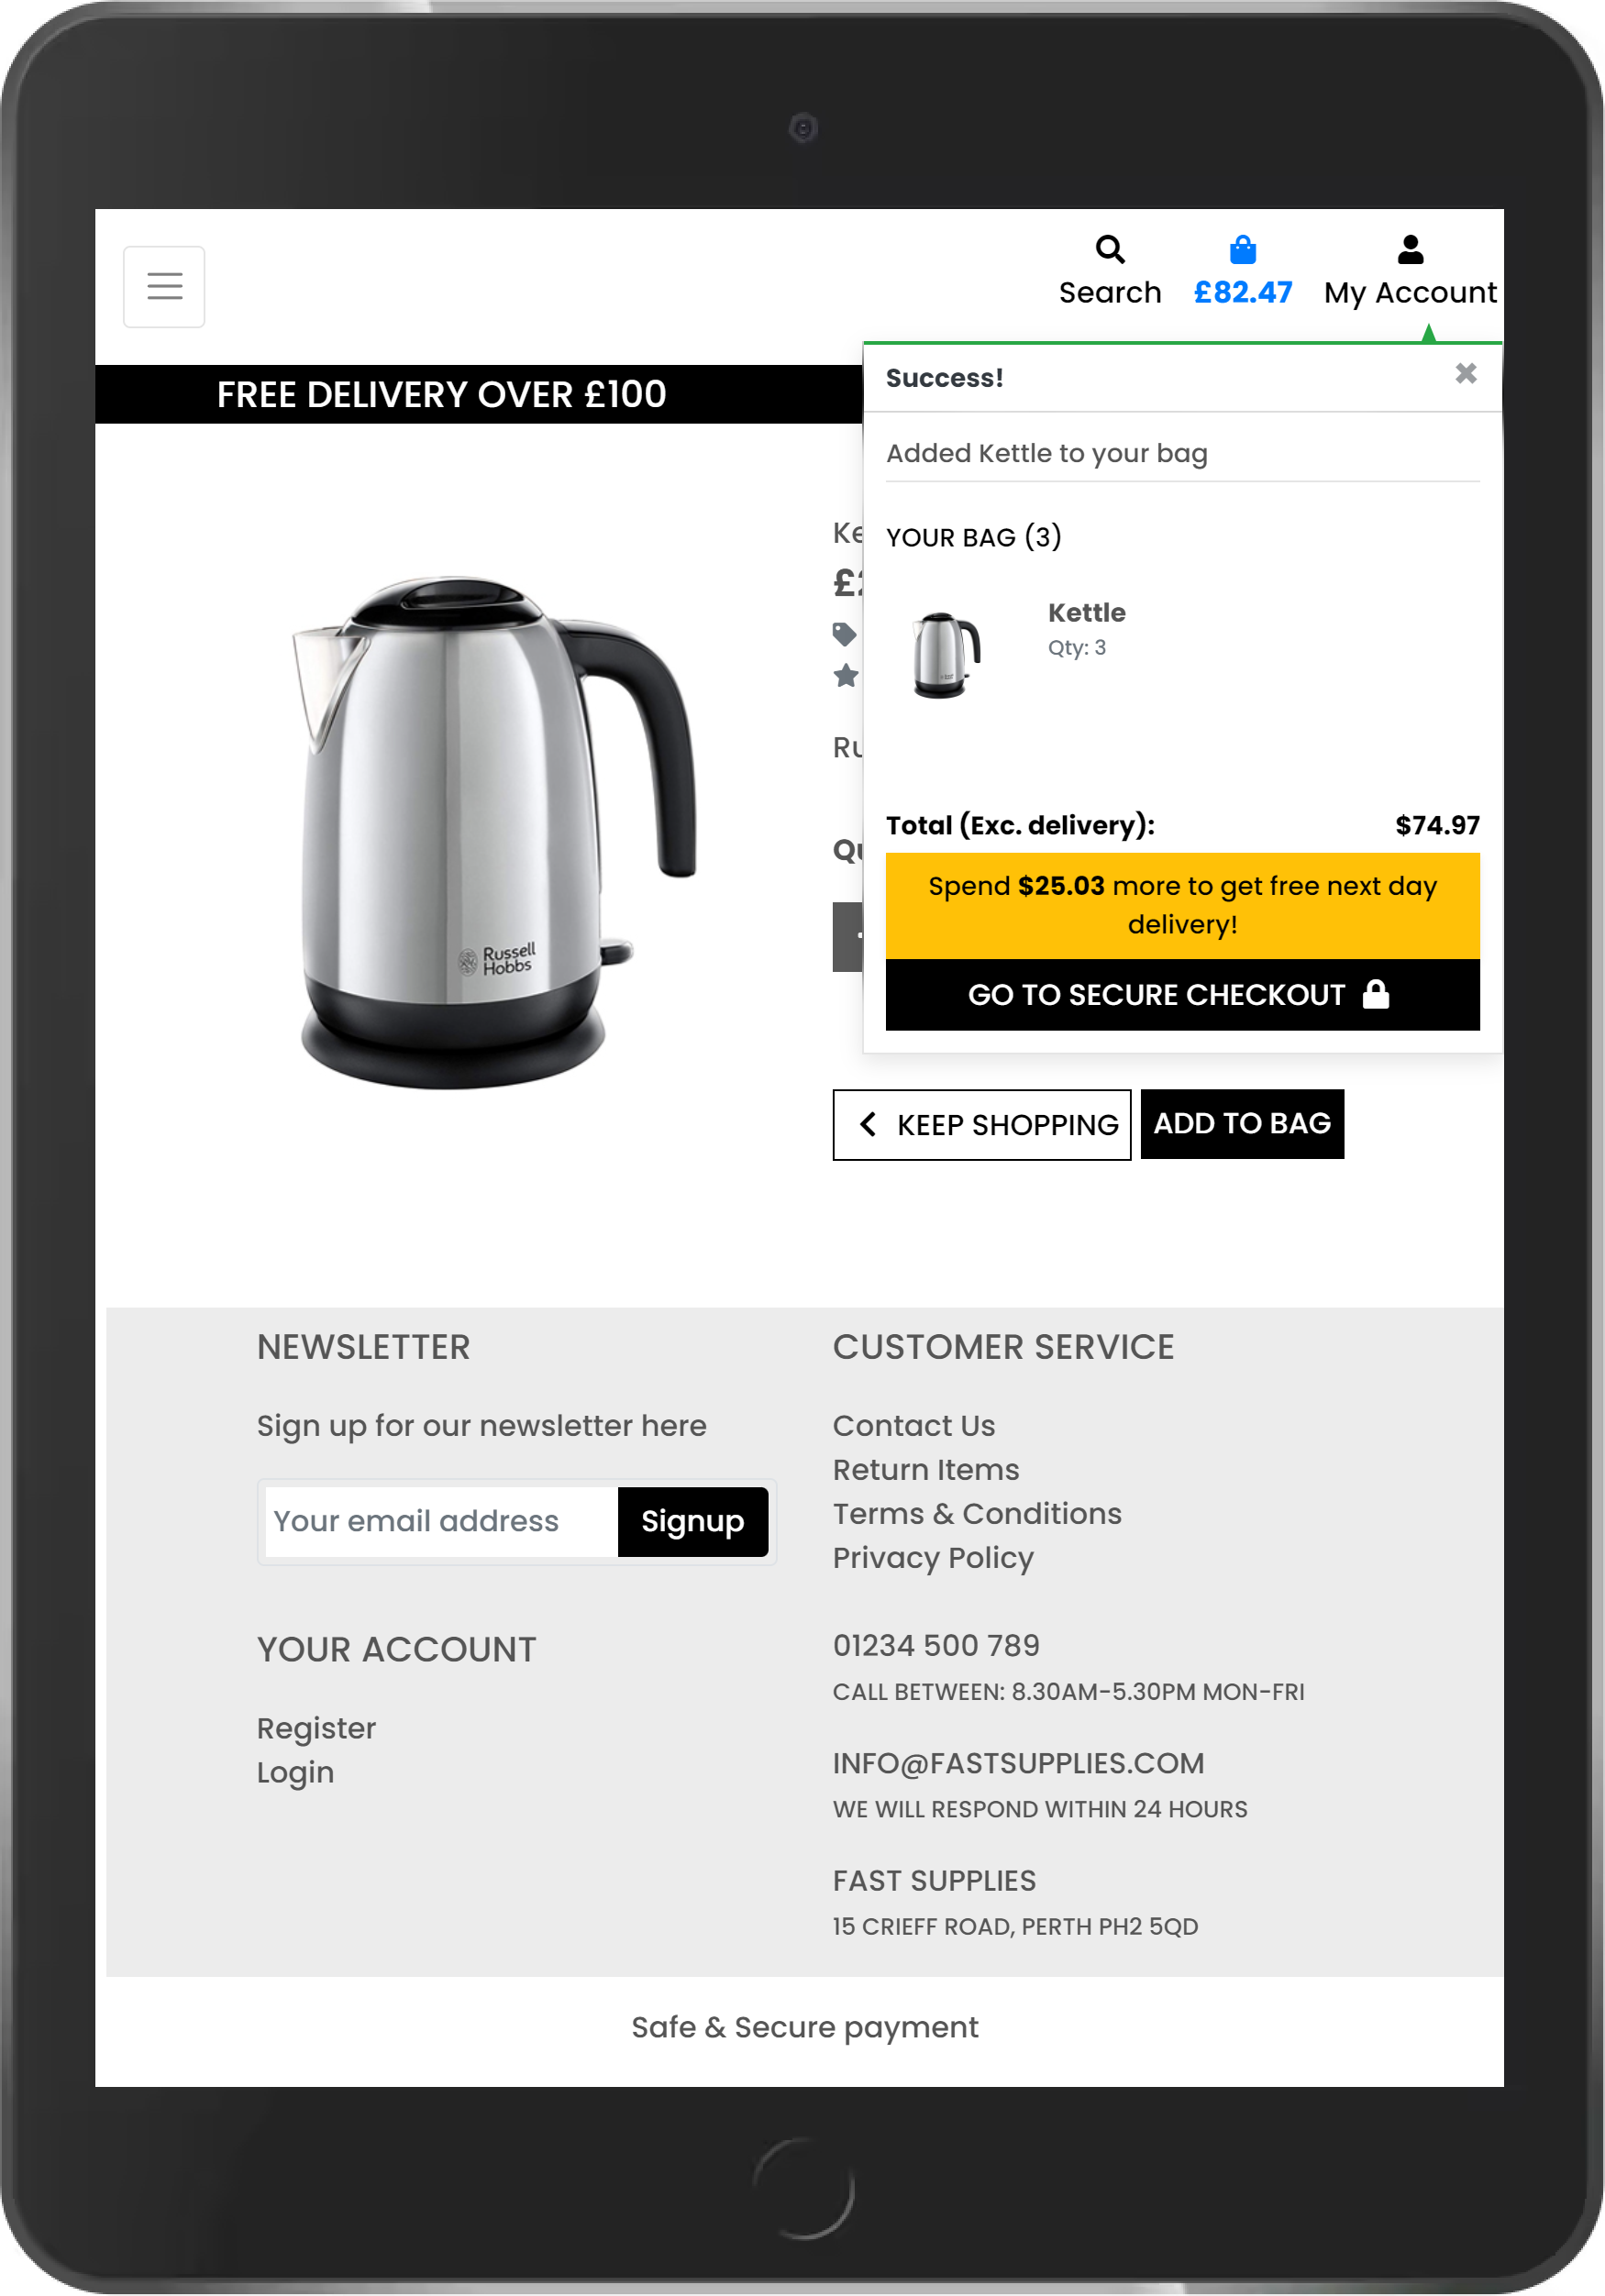 Search
£82.47
My Account
FREE DELIVERY OVER £100
Success!
Added Kettle to your bag
YOUR BAG (3)
Kettle
Qty: 3
Total (Exc. delivery): $74.97
Spend $25.03 more to get free next day
delivery!
GO TO SECURE CHECKOUT
Russell
Hobbs
KEEP SHOPPING
ADD TO BAG
NEWSLETTER
Sign up for our newsletter here
Your email address
Signup
YOUR ACCOUNT
Register
Login
CUSTOMER SERVICE
Contact Us
Return Items
Terms & Conditions
Privacy Policy
01234 500 789
CALL BETWEEN: 8.30AM-5.30PM MON-FRI
INFO@FASTSUPPLIES.COM
WE WILL RESPOND WITHIN 24 HOURS
FAST SUPPLIES
15 CRIEFF ROAD, PERTH PH2 5QD
Safe & Secure payment